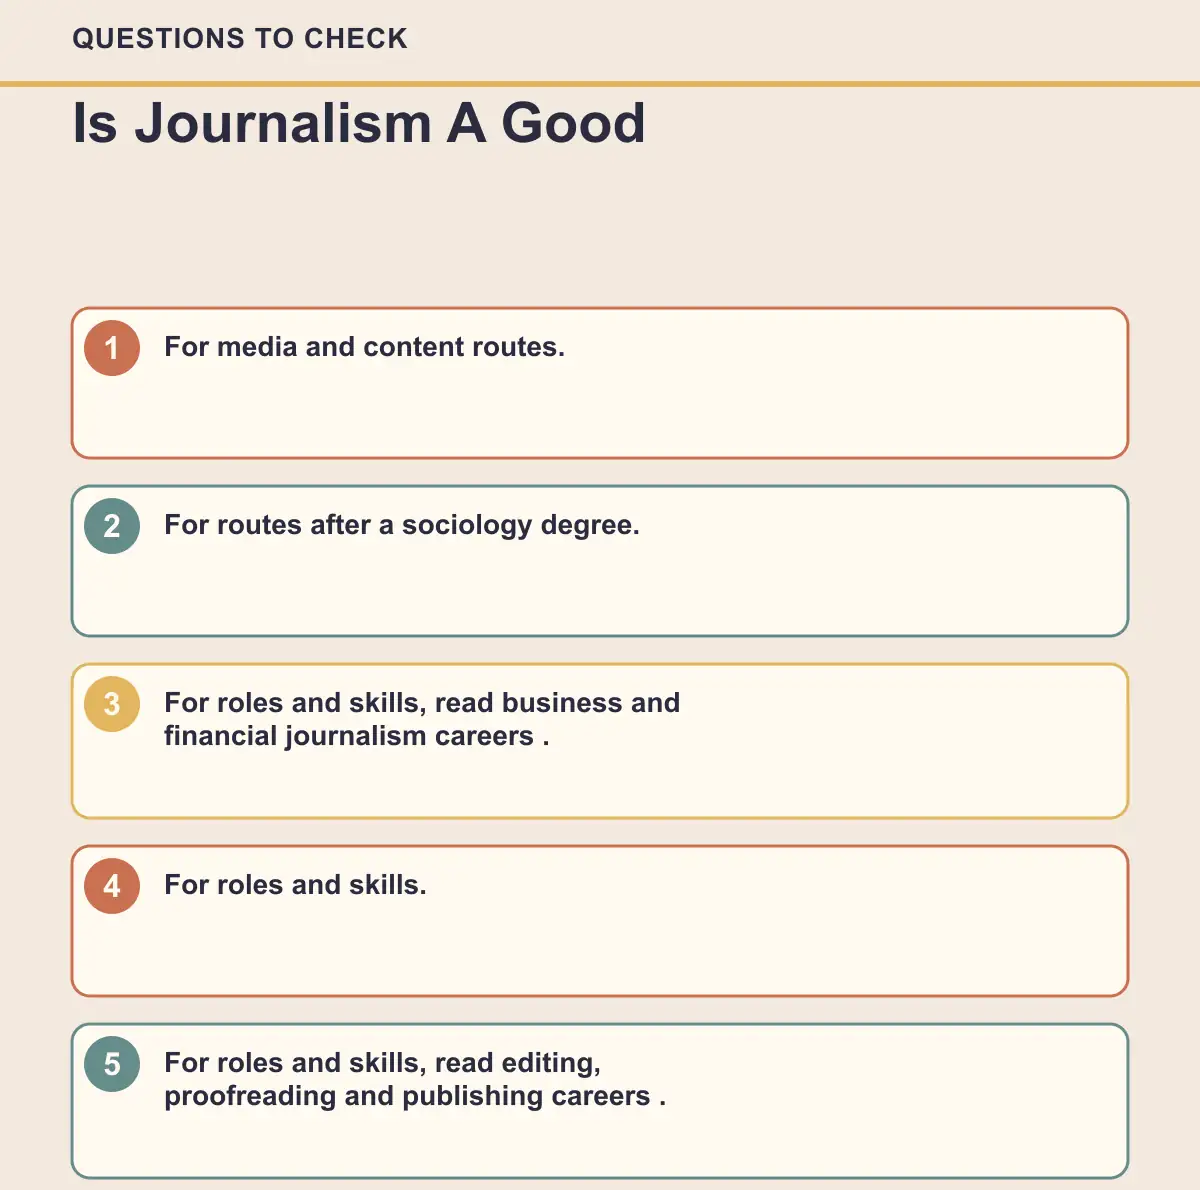 QUESTIONS TO CHECK
Is Journalism A Good
1
For media and content routes.
2
For routes after a sociology degree.
3
For roles and skills, read business and
financial journalism careers .
4
For roles and skills.
5
For roles and skills, read editing,
proofreading and publishing careers .